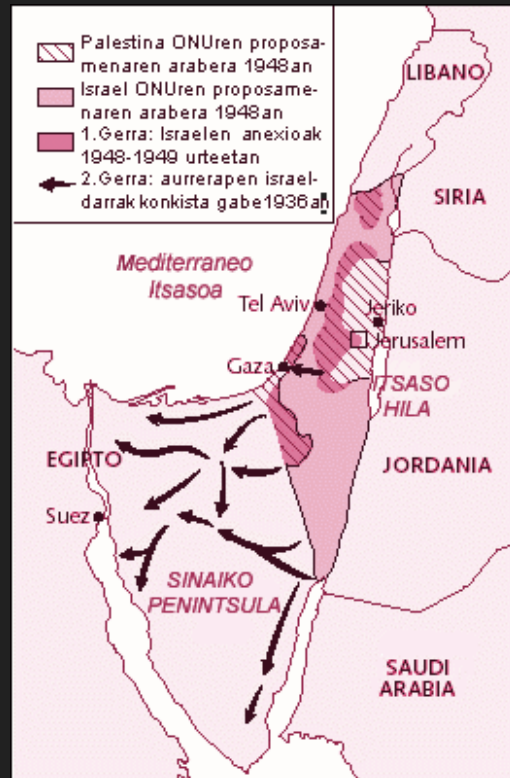 Palestina ONUren proposa-
menaren arabera 1948an
Israel ONUren proposame-
naren arabera 1948an
1.Gerra: Israelen anexioak
1948-1949 urteetan
2.Gerra: aurrerapen israel-
darrak konkista gabe 1936an
LIBANO
SIRIA
Mediterraneo
Itsasoa
Tel Aviv
Jeriko
Jerusalem
Gaza
ITSASO
HILA
EGIPTO
JORDANIA
Suez
SINAIKO
PENINTSULA
SAUDI
ARABIA